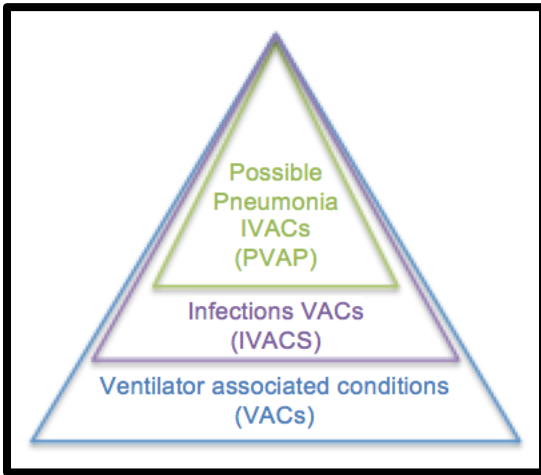 Possible
Pneumonia
IVACs
(PVAP)
Infections VACs
(IVACS)
Ventilator associated conditions
(VACs)